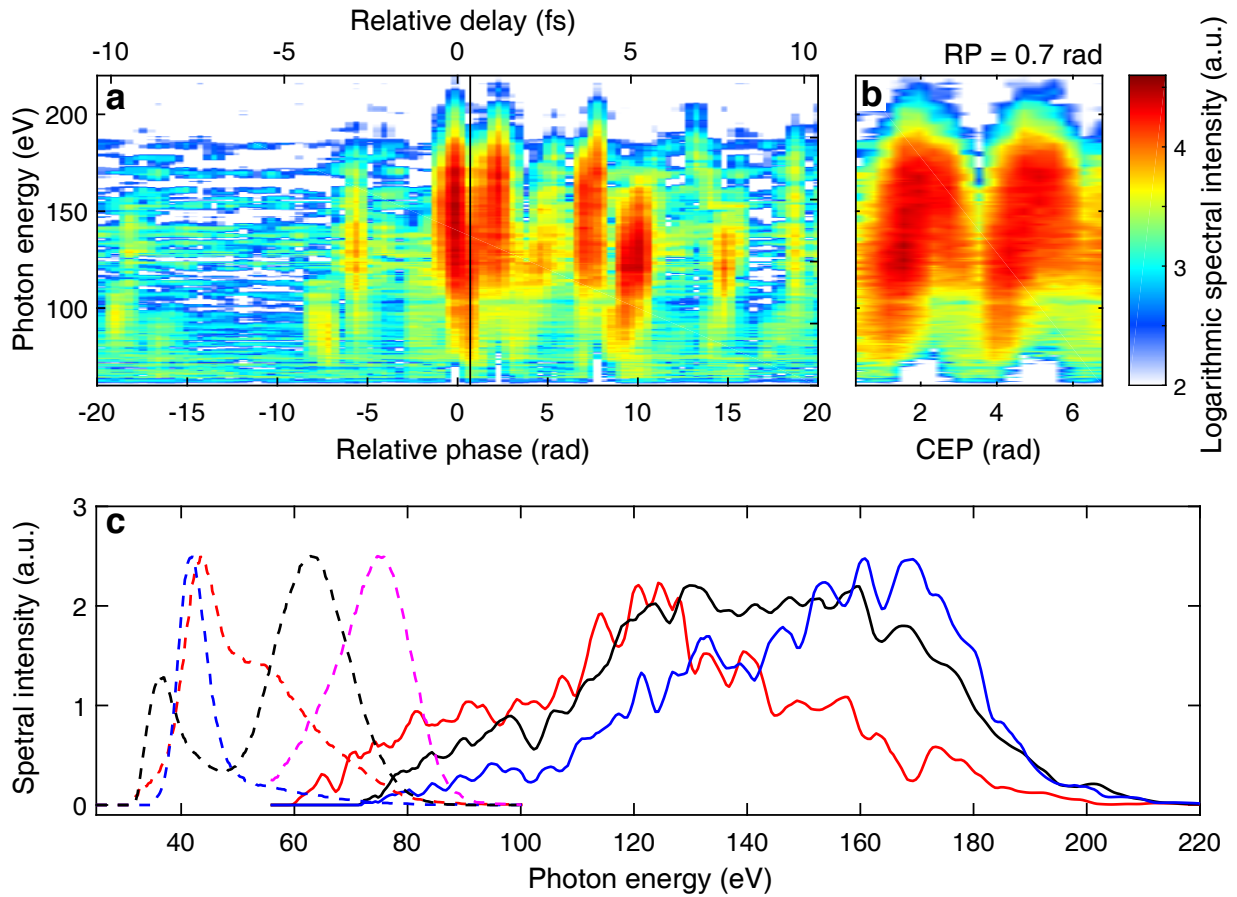 Relative delay (fs)
-10 -5 0 5 10
RP = 0.7 rad
a
b
200
150
100
Photon energy (eV)
-20 -15 -10 -5 0 5 10 15 20
Relative phase (rad)
2 4 6
CEP (rad)
4
3
2
Logarithmic spectral intensity (a.u.)
c
3
2
1
0
Spetral intensity (a.u.)
40 60 80 100 120 140 160 180 200 220
Photon energy (eV)